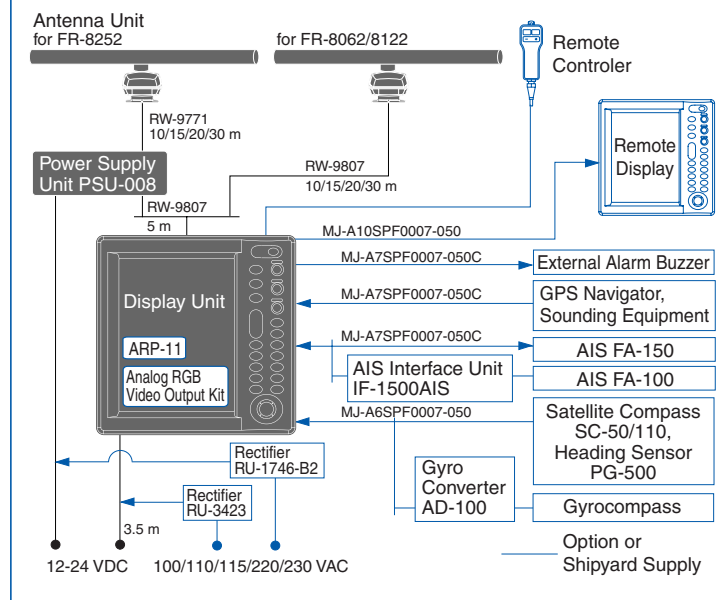 Antenna Unit
for FR-8252
for FR-8062/8122
Remote
Controler
RW-9771
10/15/20/30 m
Power Supply
Unit PSU-008
RW-9807
10/15/20/30 m
Remote
Display
RW-9807
5 m
MJ-A10SPF0007-050
MJ-A7SPF0007-050C
External Alarm Buzzer
Display Unit
MJ-A7SPF0007-050C
GPS Navigator,
Sounding Equipment
ARP-11
MJ-A7SPF0007-050C
AIS FA-150
Analog RGB
Video Output Kit
AIS Interface Unit
IF-1500AIS
AIS FA-100
MJ-A6SPF0007-050
Satellite Compass
SC-50/110,
Heading Sensor
PG-500
Rectifier
RU-1746-B2
Gyro
Converter
AD-100
Gyrocompass
Rectifier
RU-3423
3.5 m
12-24 VDC
100/110/115/220/230 VAC
Option or
Shipyard Supply